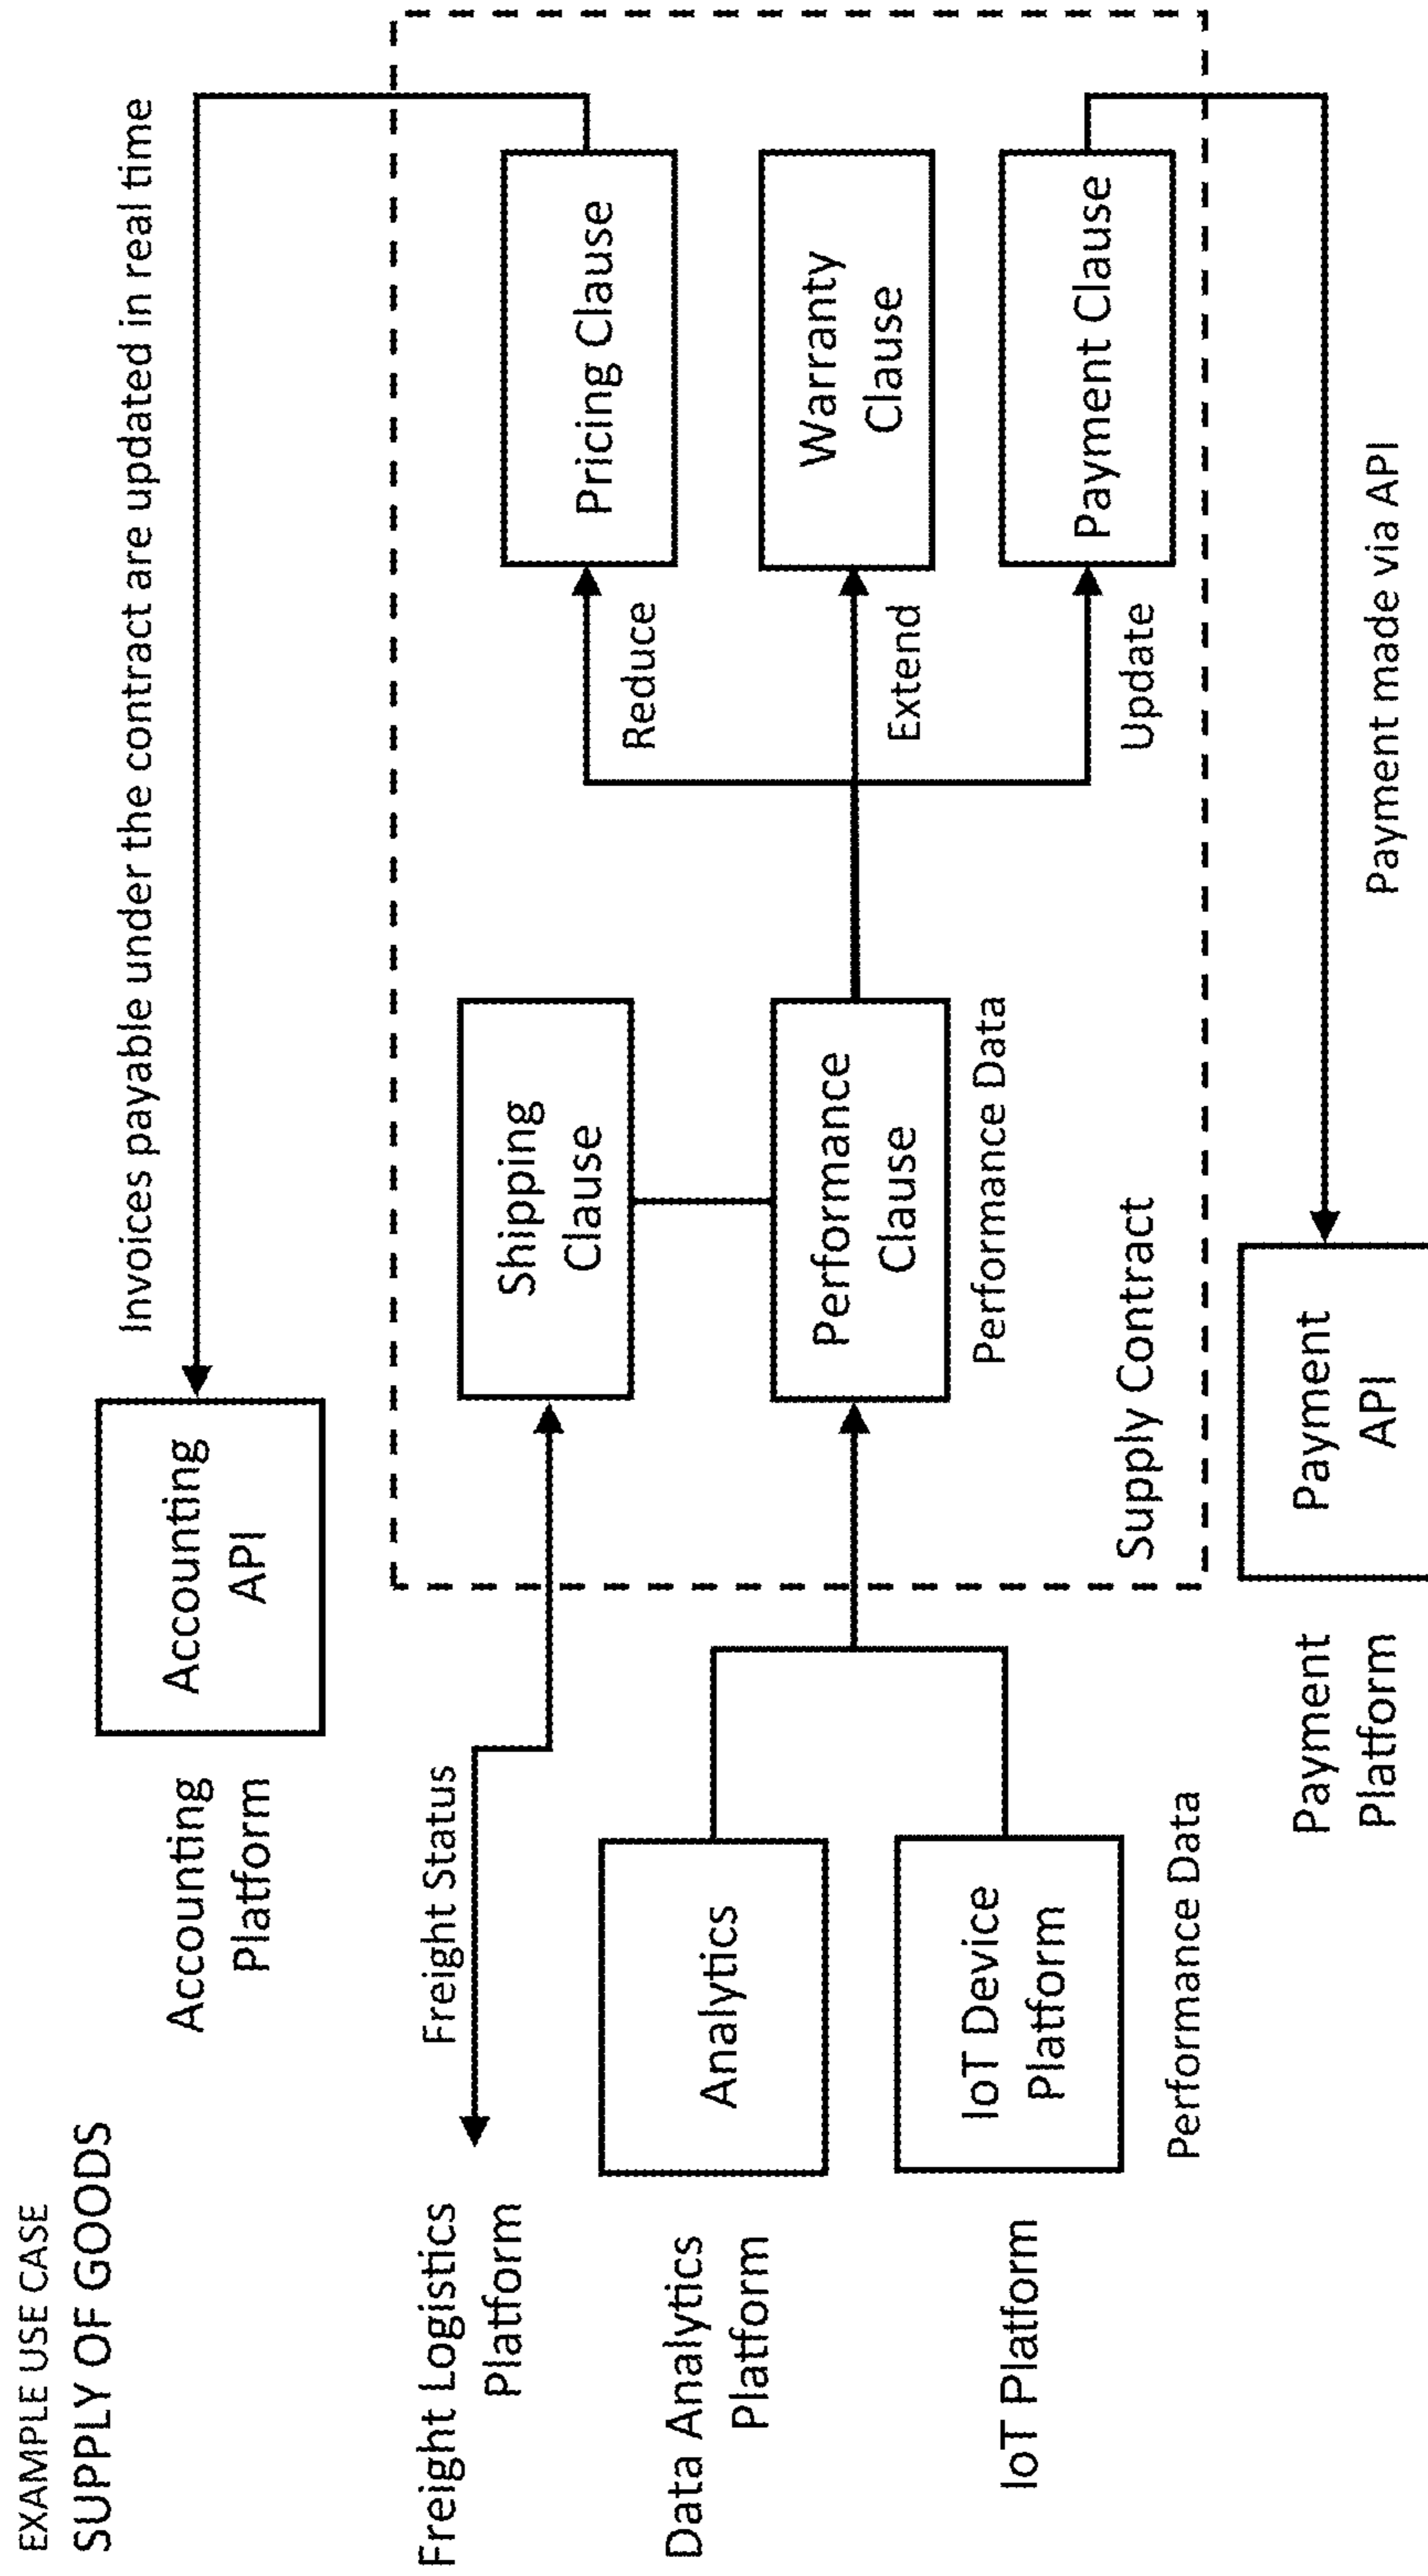 EXAMPLE USE CASE
SUPPLY OF GOODS
Accounting
Platform
Accounting
API
Invoices payable under the contract are updated in real time
Freight Logistics
Platform
Freight Status
Shipping
Clause
Reduce
Pricing Clause
Data Analytics
Platform
Analytics
Performance
Clause
Performance Data
Extend
Warranty
Clause
IoT Platform
IoT Device
Platform
Performance Data
Supply Contract
Update
Payment Clause
Payment
Platform
Payment
API
Payment made via API